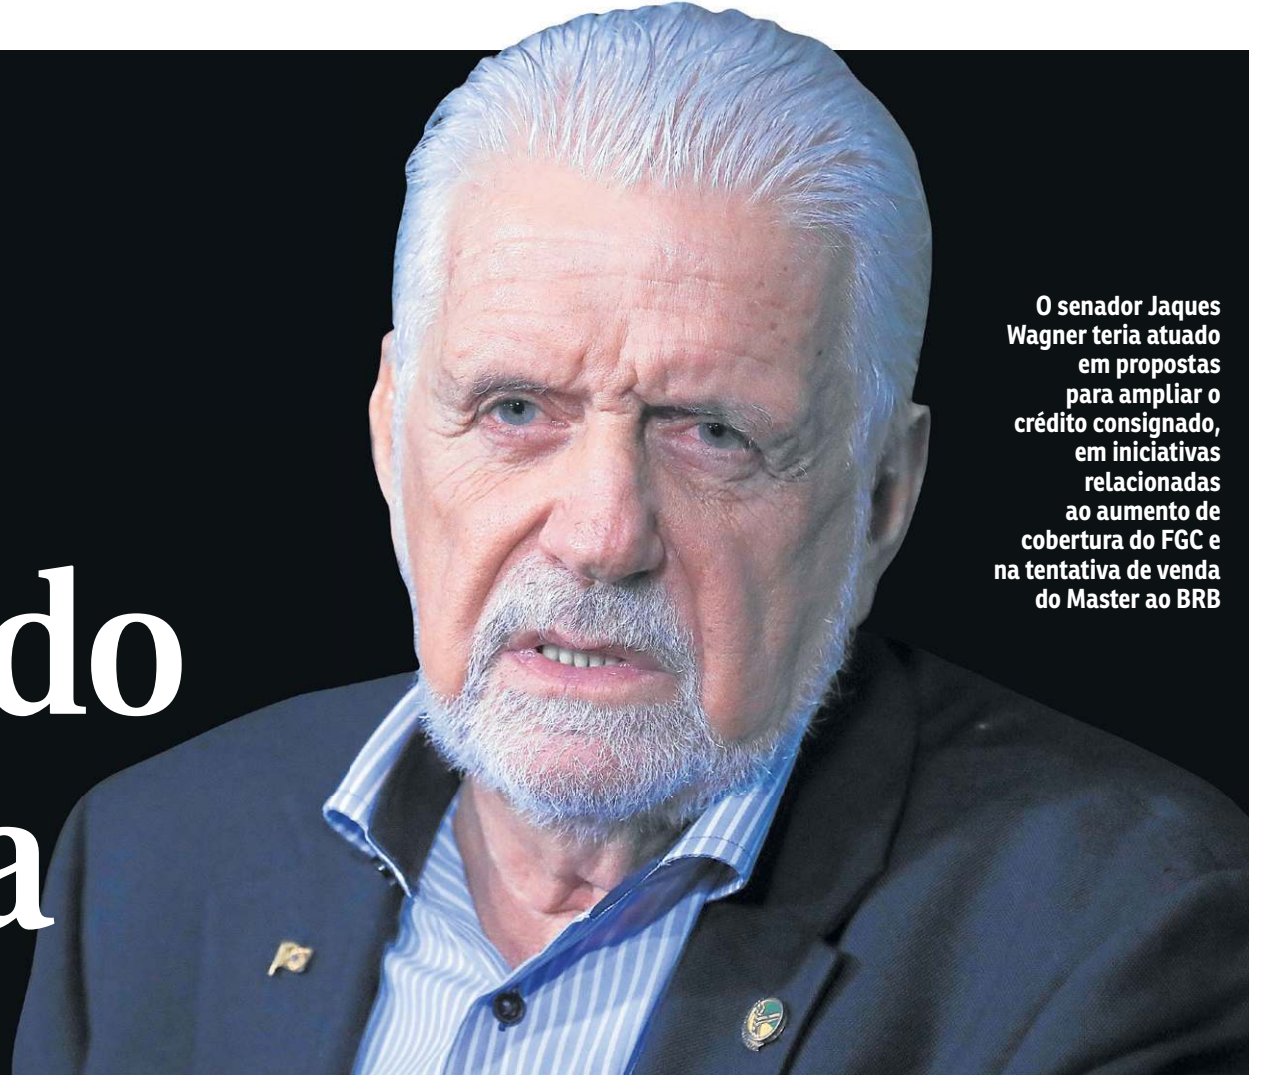 O senador Jaques
Wagner teria atuado
em propostas
para ampliar o
crédito consignado,
em iniciativas
relacionadas
ao aumento de
cobertura do FGC e
na tentativa de venda
do Master ao BRB
do
a